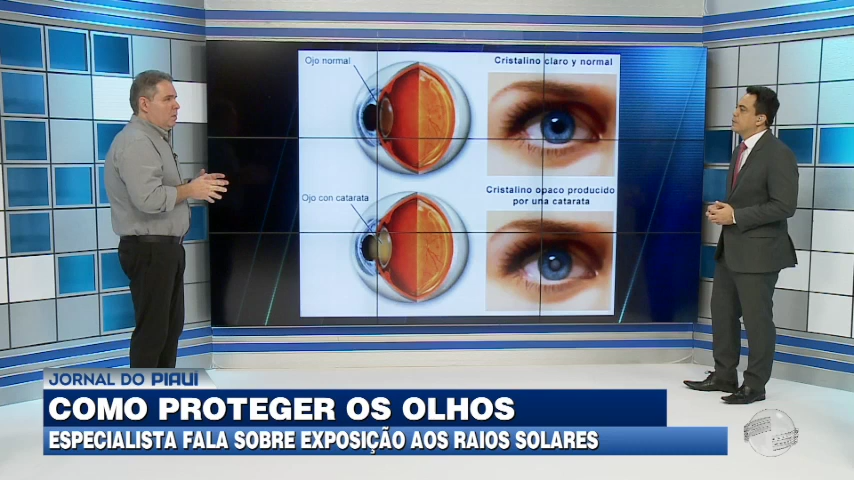 Ojo normal
Cristalino claro y normal
Ojo con catarata
Cristalino opaco producido
por una catarata
JORNAL DO PIAUÍ
COMO PROTEGER OS OLHOS
ESPECIALISTA FALA SOBRE EXPOSIÇÃO AOS RAIOS SOLARES